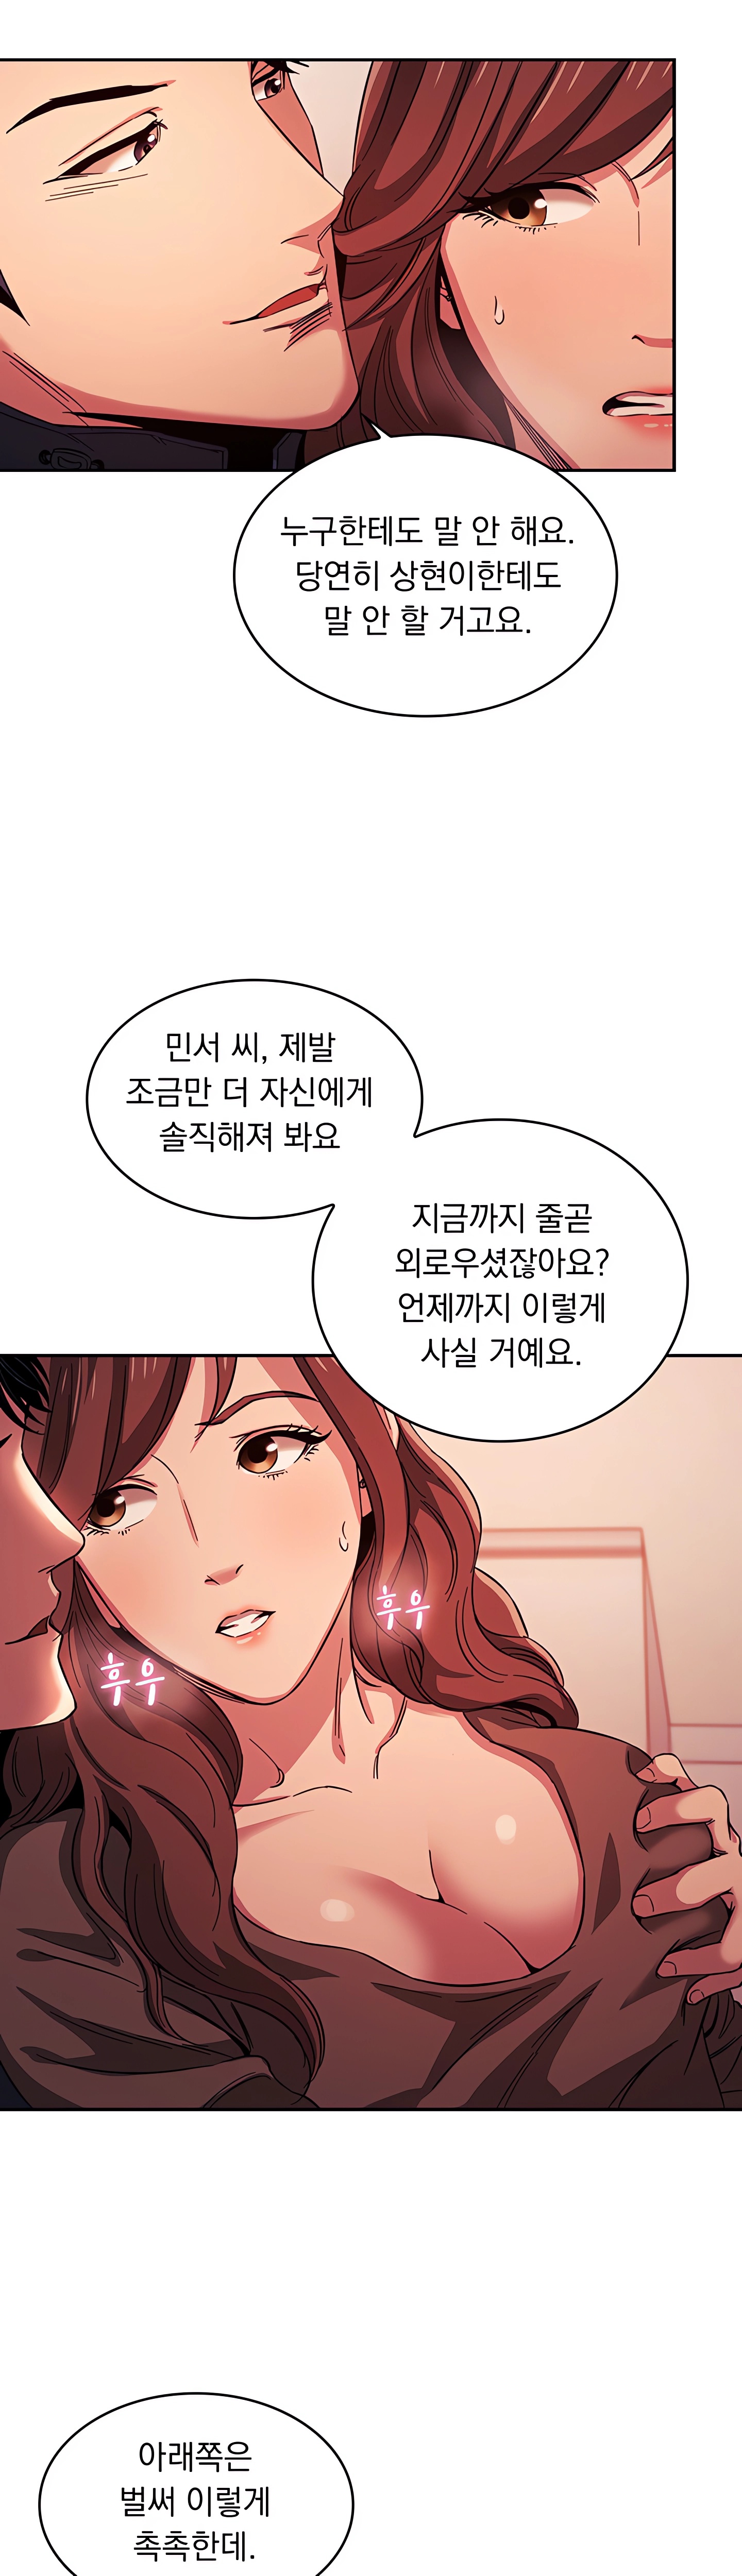 누구한테도 말 안 해요.
당연히 상현이한테도
말 안 할 거고요.
민서 씨, 제발
조금만 더 자신에게
솔직해져 봐요
지금까지 줄곧
외로우셨잖아요?
언제까지 이렇게
사실 거예요.
후우
후우
아래쪽은
벌써 이렇게
촉촉한데.